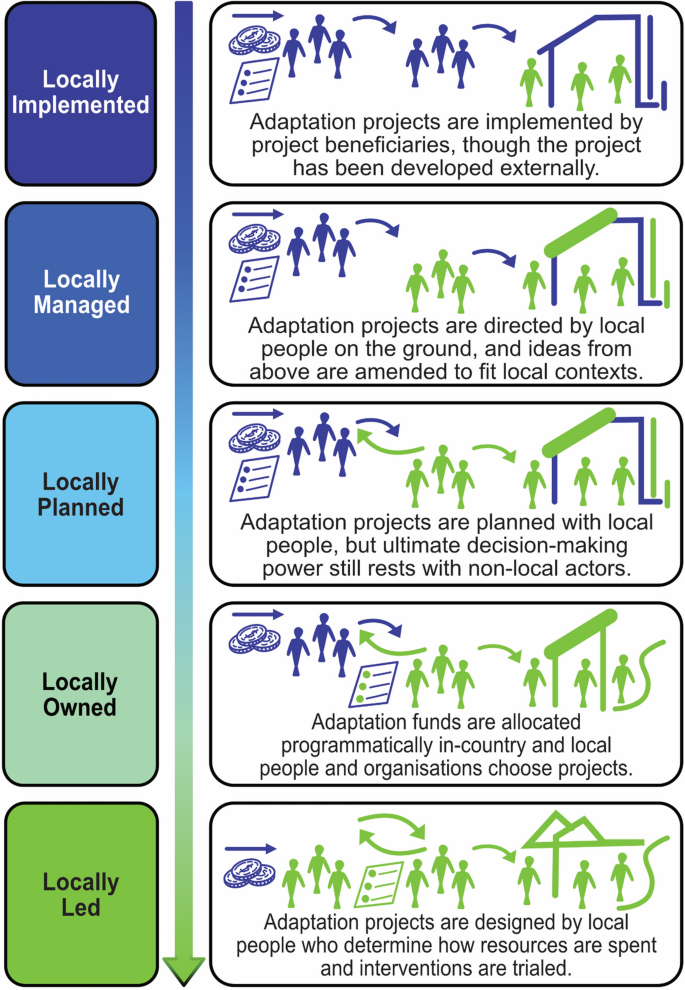 Locally
Implemented
Adaptation projects are implemented by
project beneficiaries, though the project
has been developed externally.
Locally
Managed
Adaptation projects are directed by local
people on the ground, and ideas from
above are amended to fit local contexts.
Locally
Planned
Adaptation projects are planned with local
people, but ultimate decision-making
power still rests with non-local actors.
Locally
Owned
Adaptation funds are allocated
programmatically in-country and local
people and organisations choose projects.
Locally
Led
Adaptation projects are designed by local
people who determine how resources are spent
and interventions are trialed.